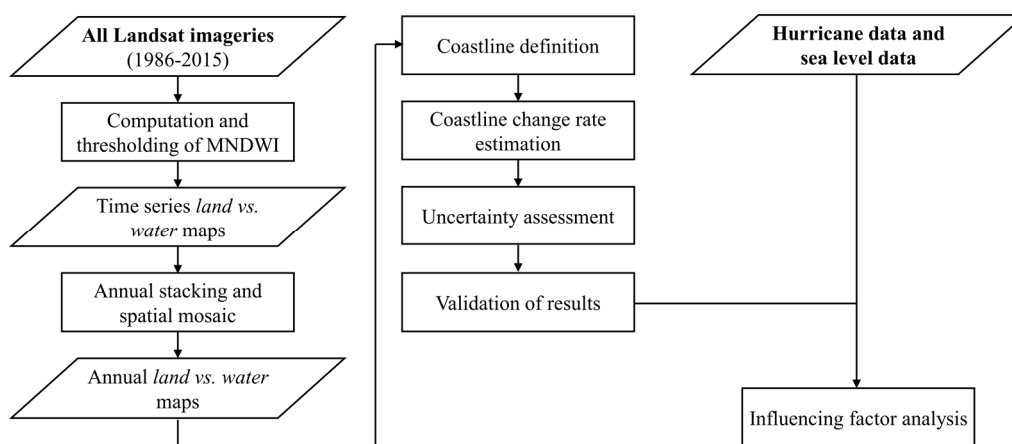 All Landsat imageries
(1986-2015)
Computation and
thresholding of MNDWI
Time series land vs.
water maps
Annual stacking and
spatial mosaic
Annual land vs. water
maps
Coastline definition
Coastline change rate
estimation
Uncertainty assessment
Validation of results
Hurricane data and
sea level data
Influencing factor analysis